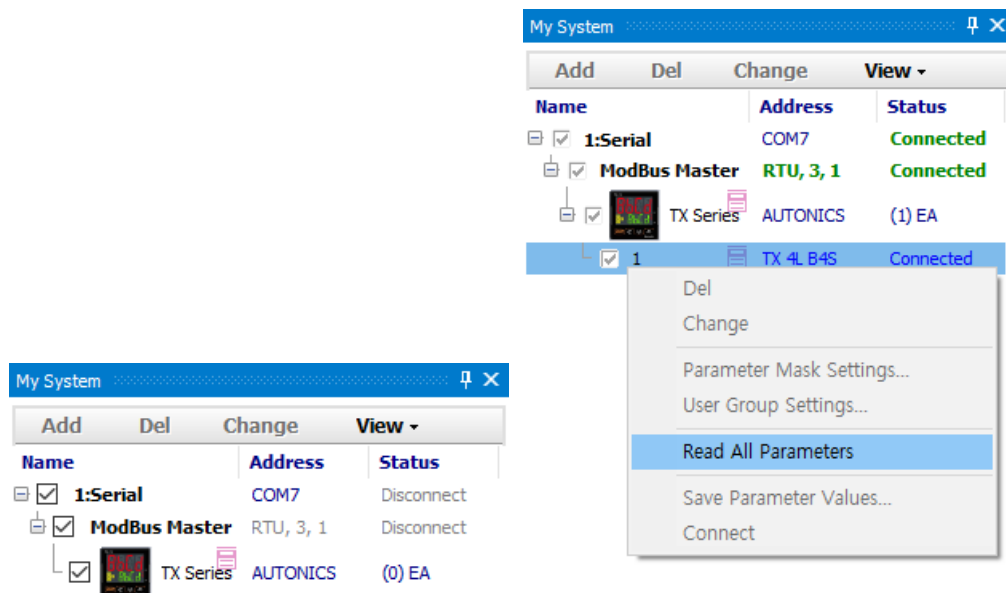 My System
Add Del Change View
Name Address Status
1:Serial COM7 Connected
ModBus Master RTU, 3, 1 Connected
TX Series AUTONICS (1) EA
1 TX 4L B4S Connected
Del
Change
Parameter Mask Settings...
User Group Settings...
Read All Parameters
Save Parameter Values...
Connect
My System
Add Del Change View
Name Address Status
1:Serial COM7 Disconnect
ModBus Master RTU, 3, 1 Disconnect
TX Series AUTONICS (0) EA